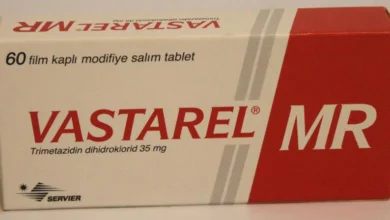 VASTAREL MR
60 film kaplı modifiye salım tablet
VASTAREL® MR
Trimetazidin dihidroklorid 35 mg
SERVIER